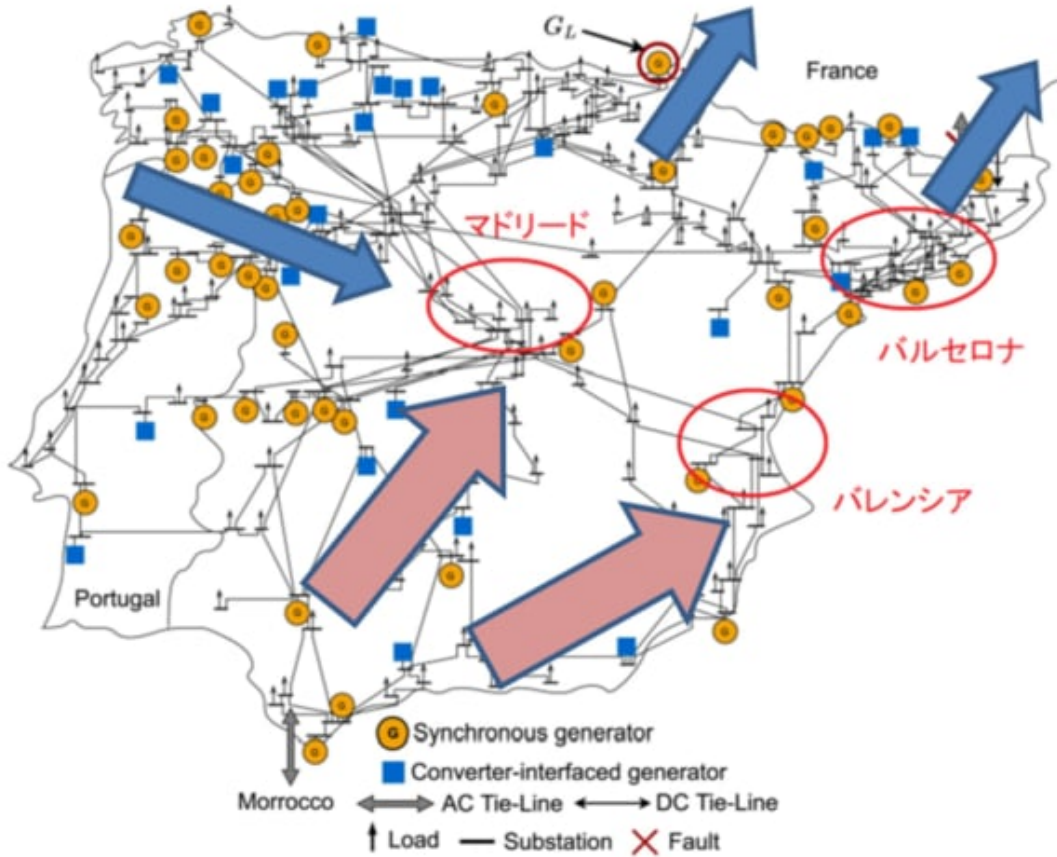 G_L
France
マドリード
バルセロナ
バレンシア
Portugal
G Synchronous generator
Converter-interfaced generator
Morrocco
AC Tie-Line
DC Tie-Line
Load
Substation
Fault